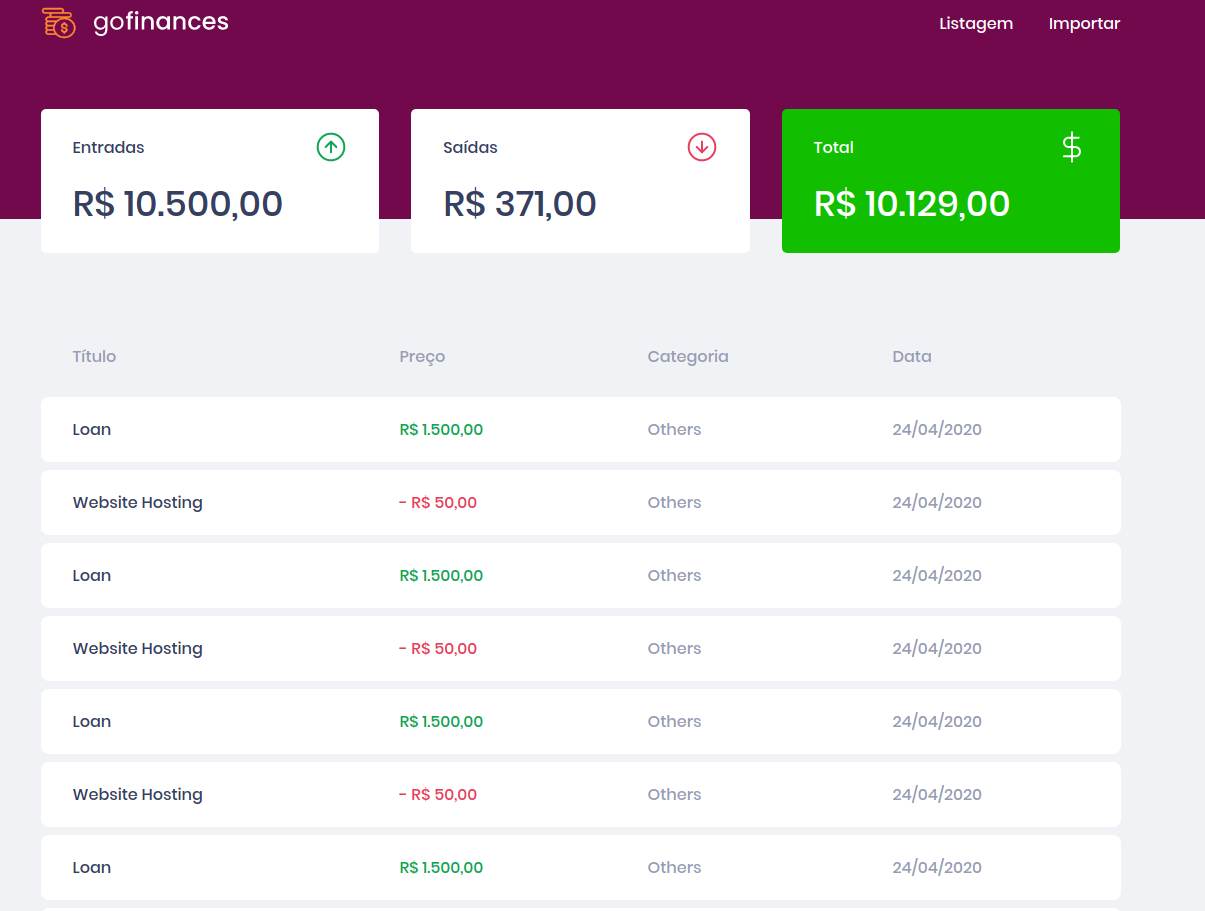 gofinances Listagem Importar
Entradas
R$ 10.500,00
Saídas
R$ 371,00
Total $
R$ 10.129,00
Título Preço Categoria Data
Loan R$ 1.500,00 Others 24/04/2020
Website Hosting - R$ 50,00 Others 24/04/2020
Loan R$ 1.500,00 Others 24/04/2020
Website Hosting - R$ 50,00 Others 24/04/2020
Loan R$ 1.500,00 Others 24/04/2020
Website Hosting - R$ 50,00 Others 24/04/2020
Loan R$ 1.500,00 Others 24/04/2020